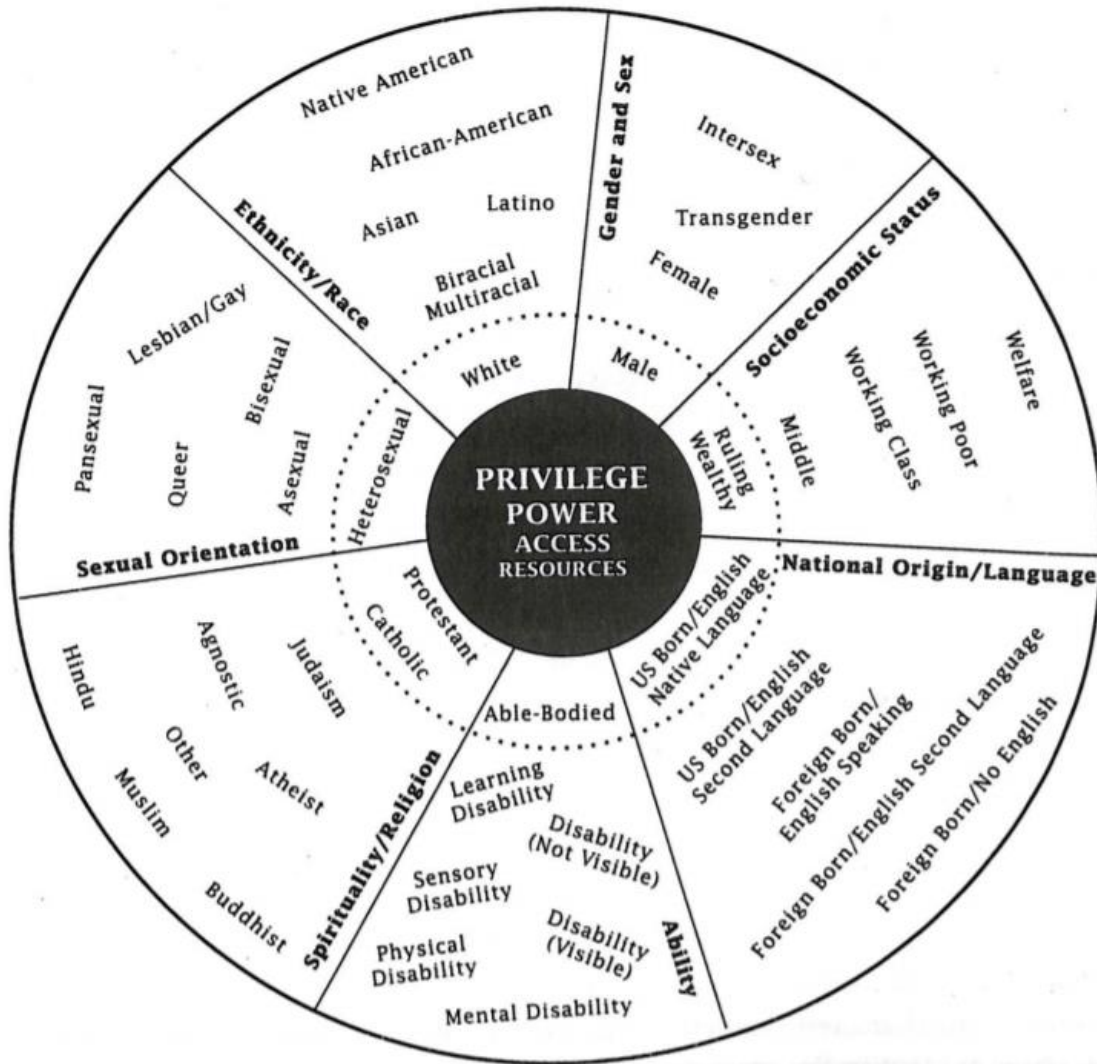 PRIVILEGE
POWER
ACCESS
RESOURCES
Ethnicity/Race
Native American
African-American
Asian
Latino
Biracial
Multiracial
White
Gender and Sex
Intersex
Transgender
Female
Male
Socioeconomic Status
Welfare
Working Poor
Working Class
Middle
Ruling
Wealthy
National Origin/Language
US Born/English
Native Language
US Born/English
Second Language
Foreign Born/
English Speaking
Foreign Born/English Second Language
Foreign Born/No English
Ability
Able-Bodied
Learning
Disability
Disability
(Not Visible)
Sensory
Disability
Disability
(Visible)
Physical
Disability
Mental Disability
Spirituality/Religion
Protestant
Catholic
Judaism
Agnostic
Hindu
Other
Atheist
Muslim
Buddhist
Sexual Orientation
Heterosexual
Lesbian/Gay
Bisexual
Pansexual
Queer
Asexual